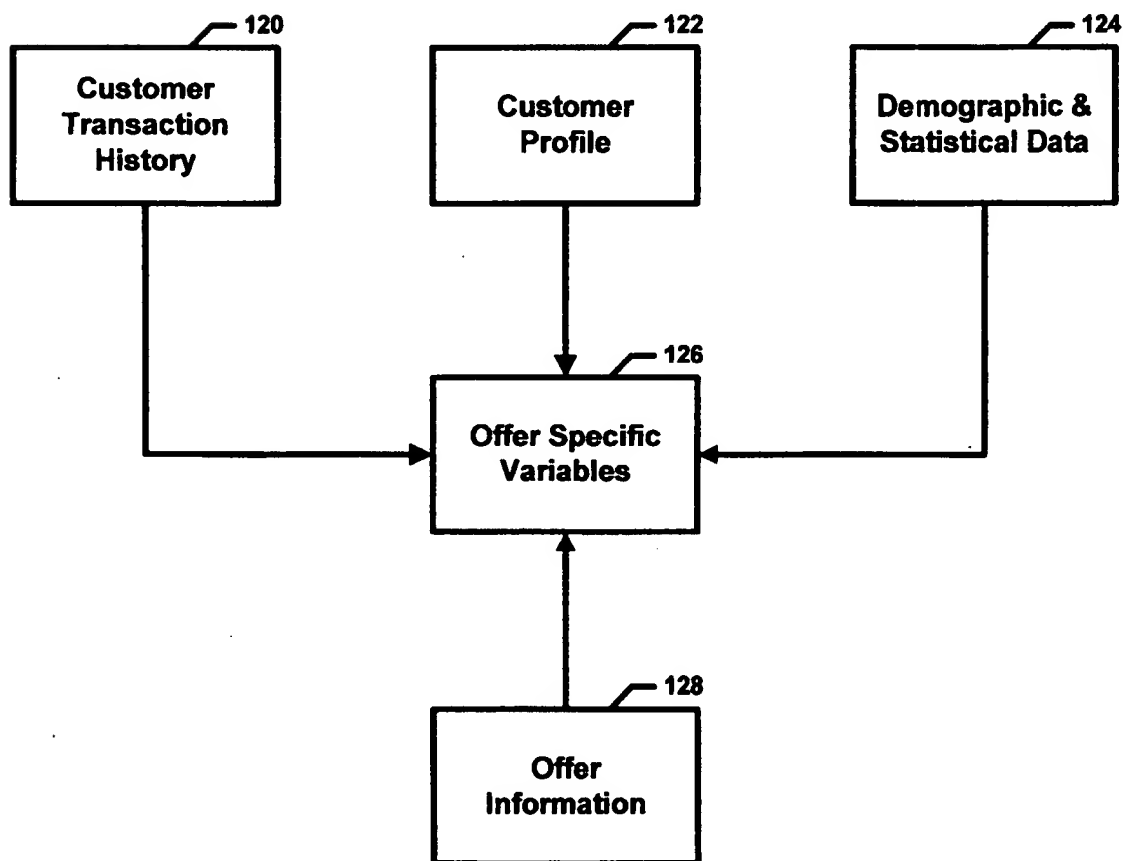 120
Customer
Transaction
History
122
Customer
Profile
124
Demographic &
Statistical Data
126
Offer Specific
Variables
128
Offer
Information